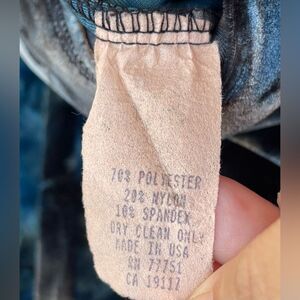 70% POLYESTER
20% NYLON
10% SPANDEX
DRY CLEAN ONLY
MADE IN USA
RN 77751
CA 19117